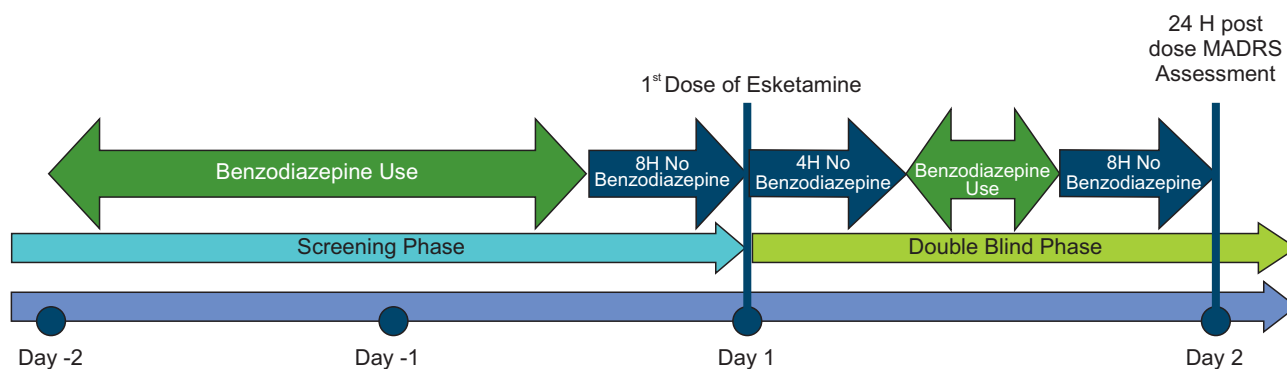 24 H post
dose MADRS
Assessment
1st Dose of Esketamine
Benzodiazepine Use
8H No
Benzodiazepine
4H No
Benzodiazepine
Benzodiazepine
Use
8H No
Benzodiazepine
Screening Phase
Double Blind Phase
Day -2
Day -1
Day 1
Day 2